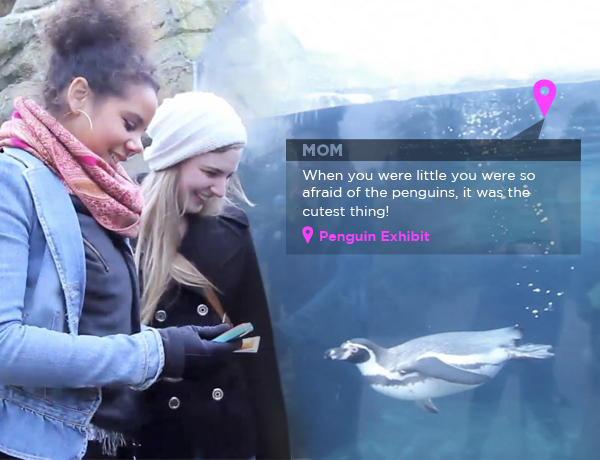 MOM
When you were little you were so
afraid of the penguins, it was the
cutest thing!
Penguin Exhibit